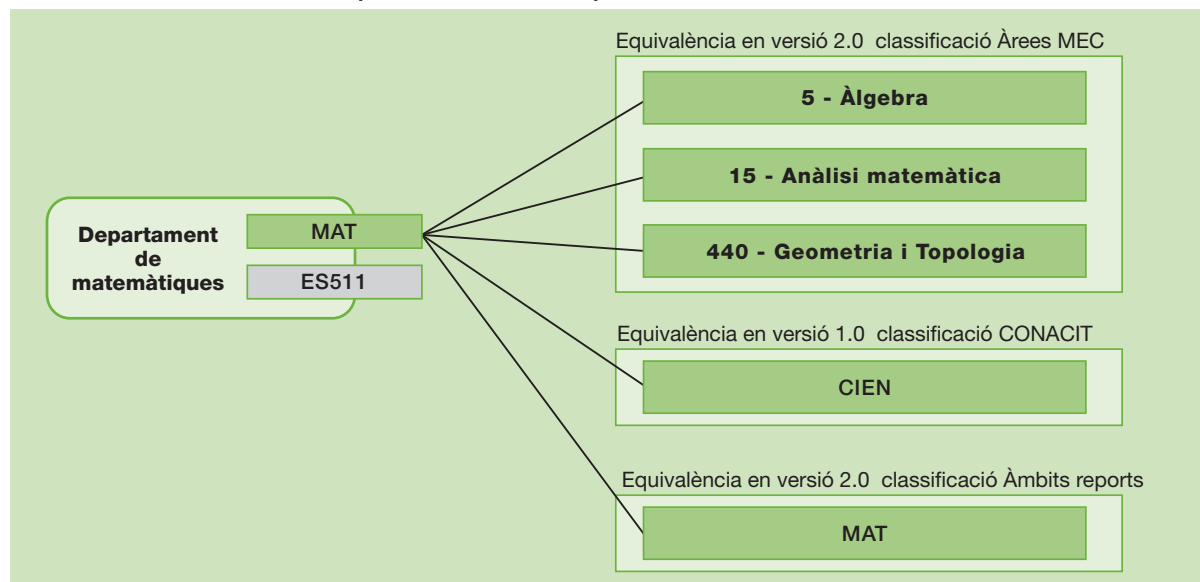 Equivalència en versió 2.0 classificació Àrees MEC
5 - Àlgebra
15 - Anàlisi matemàtica
440 - Geometria i Topologia
Departament
de
matemàtiques
MAT
ES511
Equivalència en versió 1.0 classificació CONACIT
CIEN
Equivalència en versió 2.0 classificació Àmbits reports
MAT